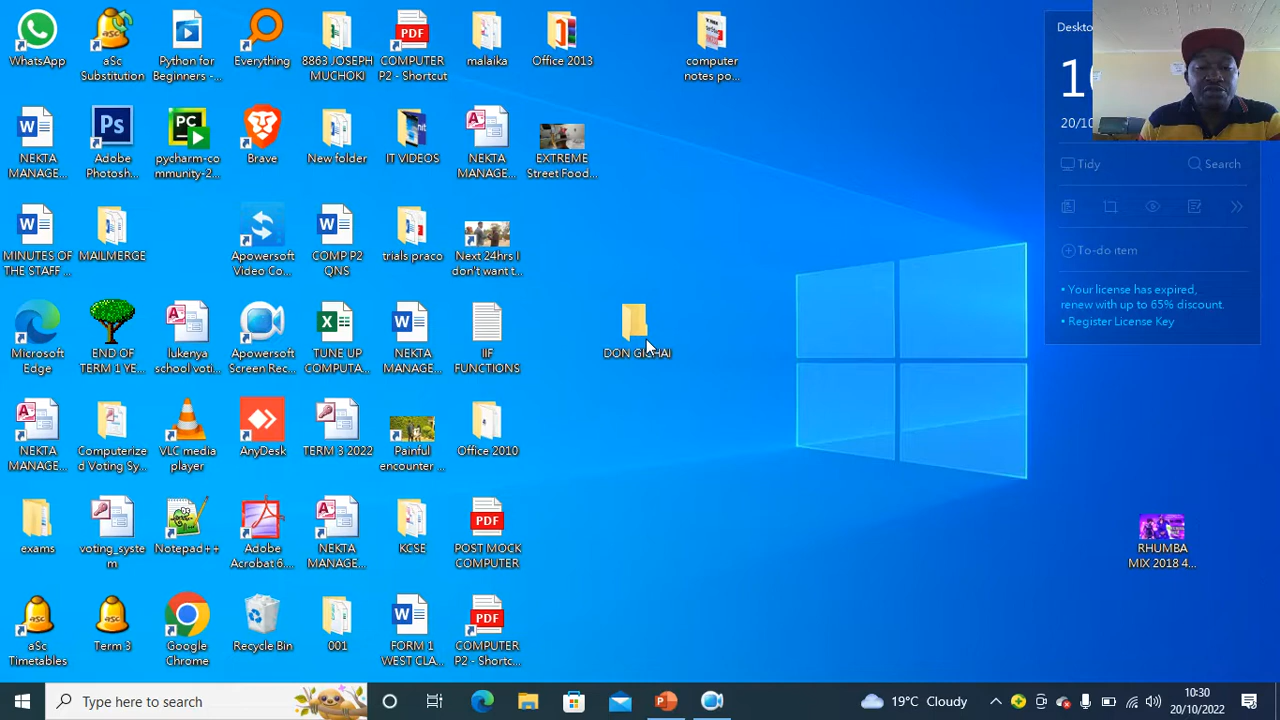 WhatsApp
aSc
Substitution
Python for
Beginners -...
Everything
8863 JOSEPH
MUCHOKI
PDF
COMPUTER
P2 - Shortcut
malaika
Office 2013
computer
notes po...
Desktop
20/10
Tidy
Search
To-do item
• Your license has expired,
renew with up to 65% discount.
• Register License Key
NEKTA
MANAGE...
Ps
Adobe
Photosh...
PC
pycharm-co
mmunity-2...
Brave
New folder
IT VIDEOS
NEKTA
MANAGE...
EXTREME
Street Food...
MINUTES OF
THE STAFF ...
MAILMERGE
Apowersoft
Video Co...
COMP P2
QNS
trials praco
Next 24hrs I
don't want t...
Microsoft
Edge
END OF
TERM 1 YE...
lukenya
school voti...
Apowersoft
Screen Rec...
TUNE UP
COMPUTA...
NEKTA
MANAGE...
IIF
FUNCTIONS
NEKTA
MANAGE...
Computerize
d Voting Sy...
VLC media
player
AnyDesk
TERM 3 2022
Painful
encounter ...
Office 2010
exams
voting_syste
m
Notepad++
Adobe
Acrobat 6....
NEKTA
MANAGE...
KCSE
PDF
POST MOCK
COMPUTER
RHUMBA
MIX 2018 4...
aSc
aSc
Timetables
Term 3
Google
Chrome
Recycle Bin
001
FORM 1
WEST CLA...
PDF
COMPUTER
P2 - Shortc...
Type here to search
19°C Cloudy
10:30
20/10/2022